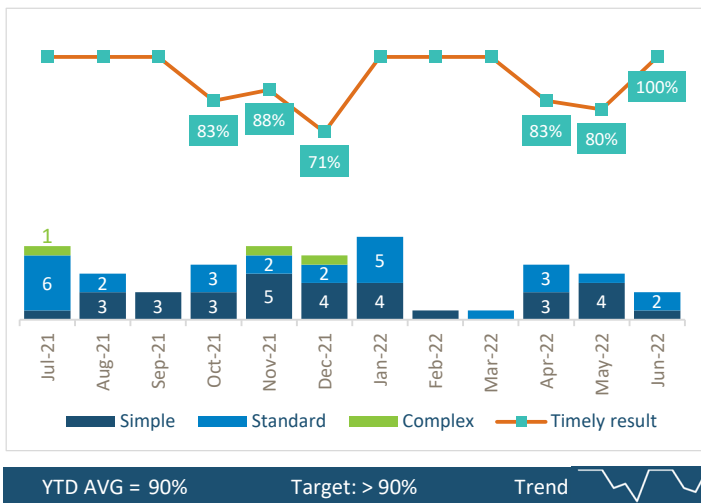 100%
88%
83%
83%
80%
71%
1
6
2
3
3
3
3
2
5
2
4
5
4
3
3
4
2
Jul-21
Aug-21
Sep-21
Oct-21
Nov-21
Dec-21
Jan-22
Feb-22
Mar-22
Apr-22
May-22
Jun-22
Simple Standard Complex Timely result
YTD AVG = 90% Target: > 90% Trend